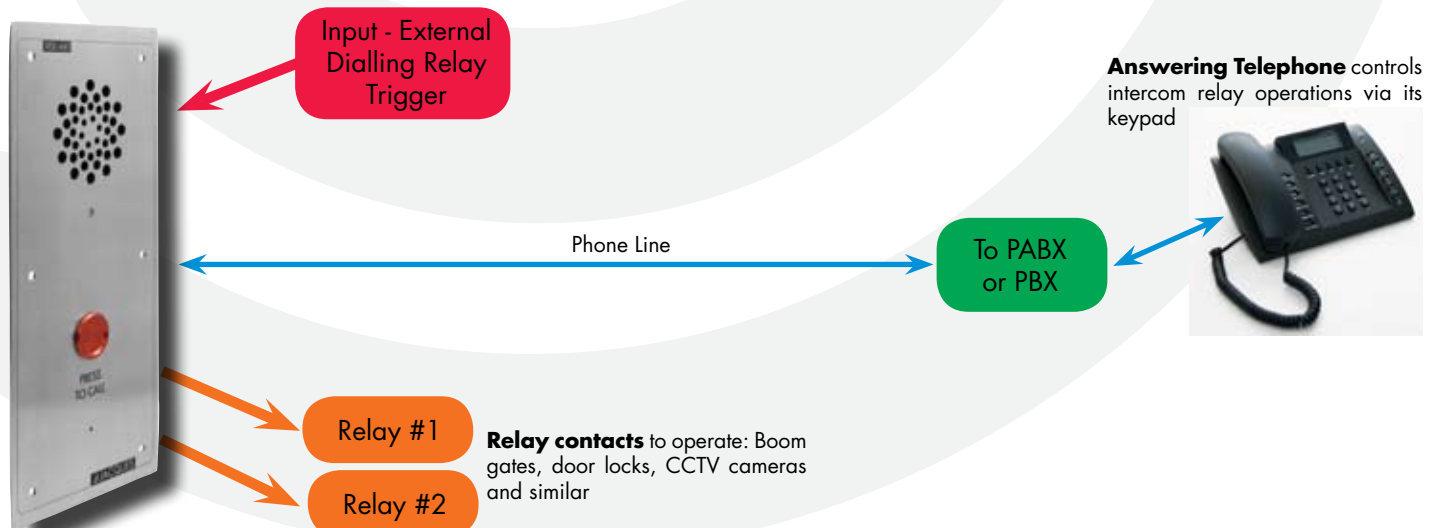 Input - External
Dialling Relay
Trigger
Answering Telephone controls
intercom relay operations via its
keypad
Phone Line
To PABX
or PBX
PRESS
TO CALL
Relay #1
Relay contacts to operate: Boom
gates, door locks, CCTV cameras
and similar
Relay #2